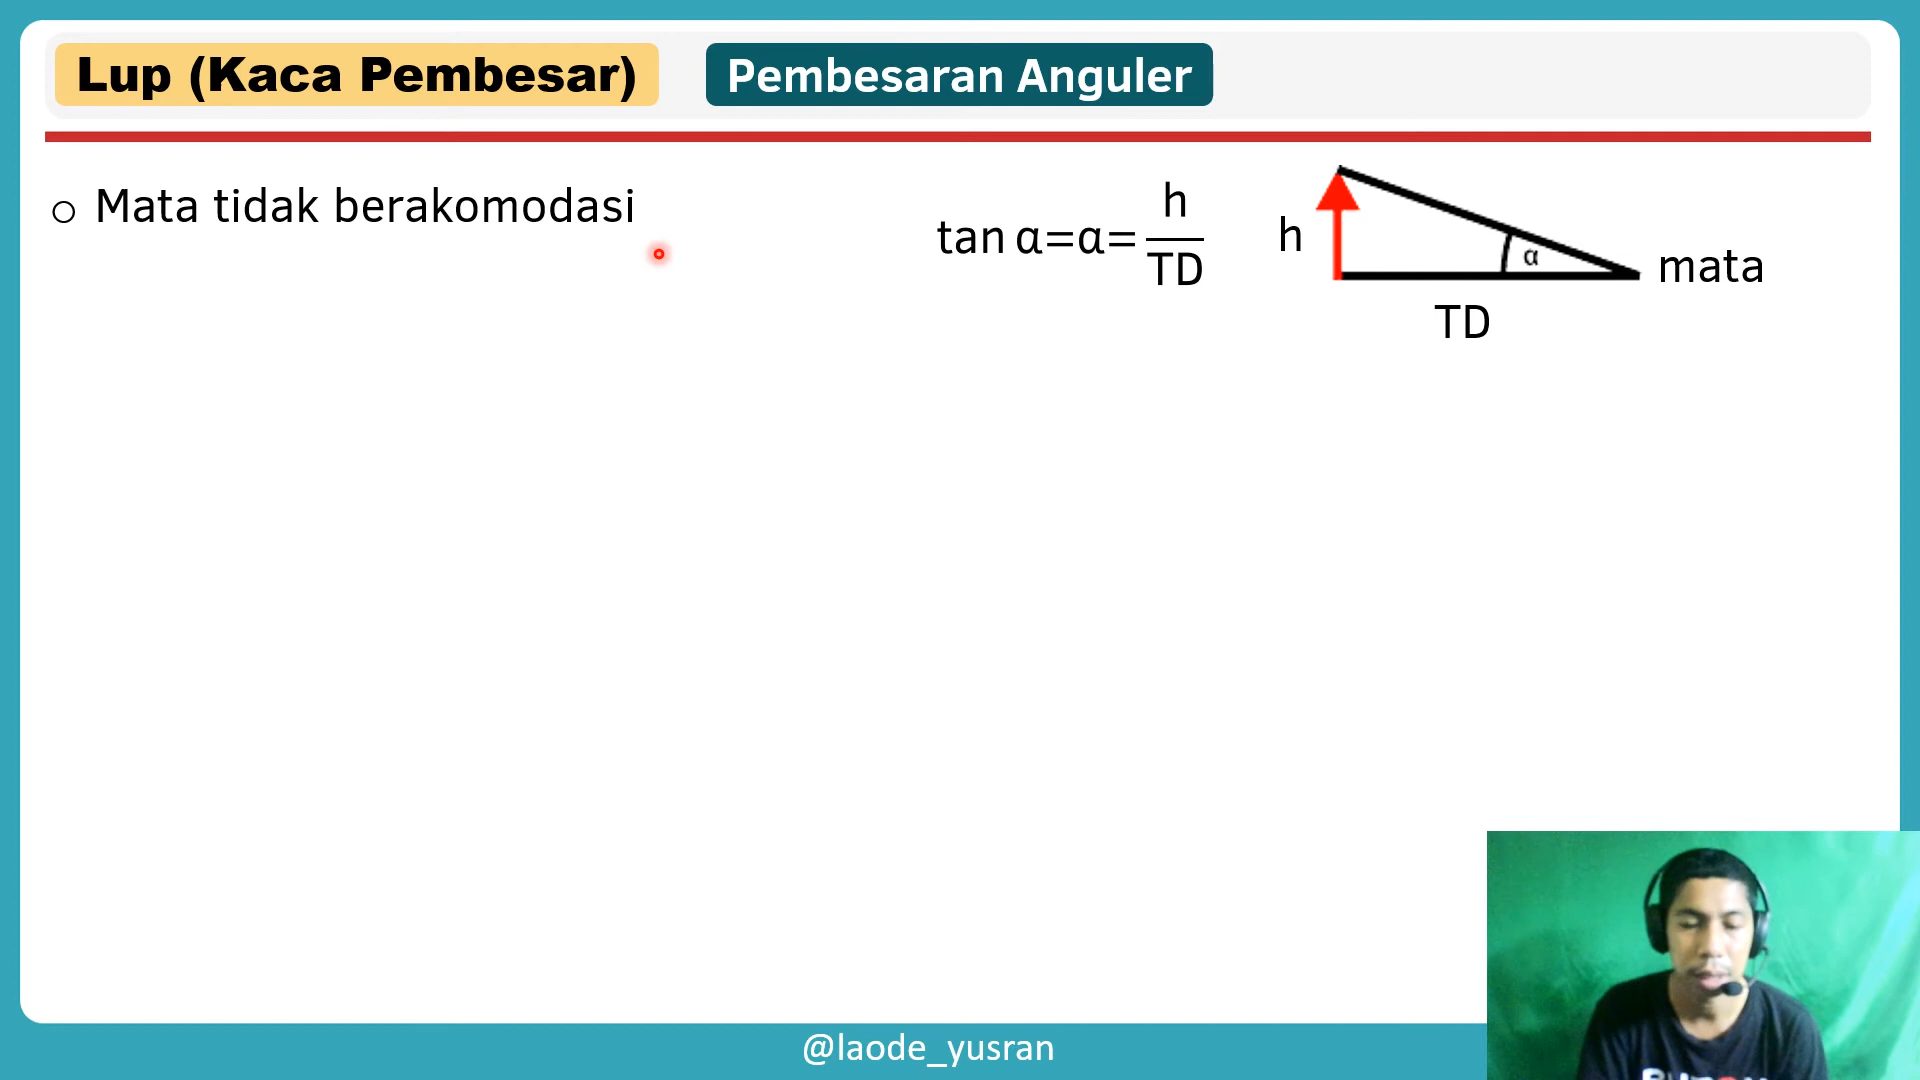 Lup (Kaca Pembesar) Pembesaran Anguler
○ Mata tidak berakomodasi
tan α=α= h/TD
h
α
mata
TD
@laode_yusran